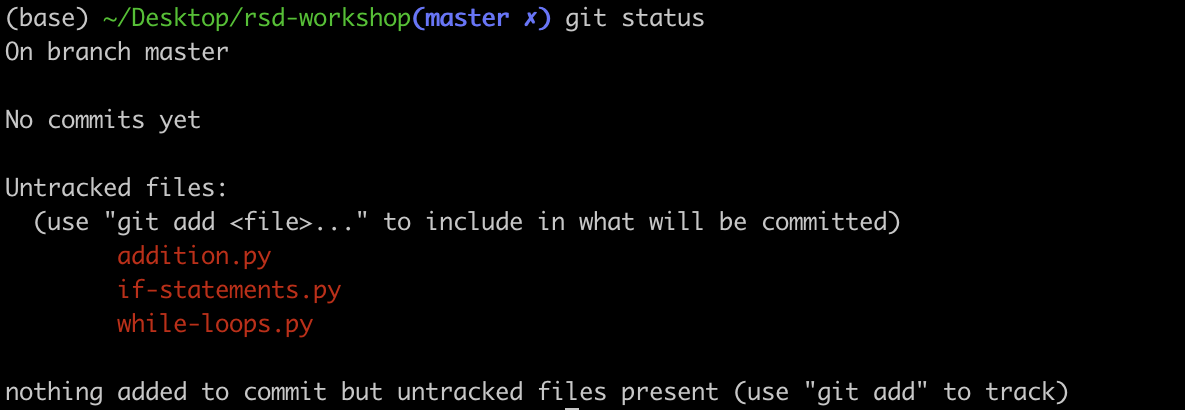 (base) ~/Desktop/rsd-workshop(master ✗) git status
On branch master
No commits yet
Untracked files:
(use "git add <file>..." to include in what will be committed)
addition.py
if-statements.py
while-loops.py
nothing added to commit but untracked files present (use "git add" to track)